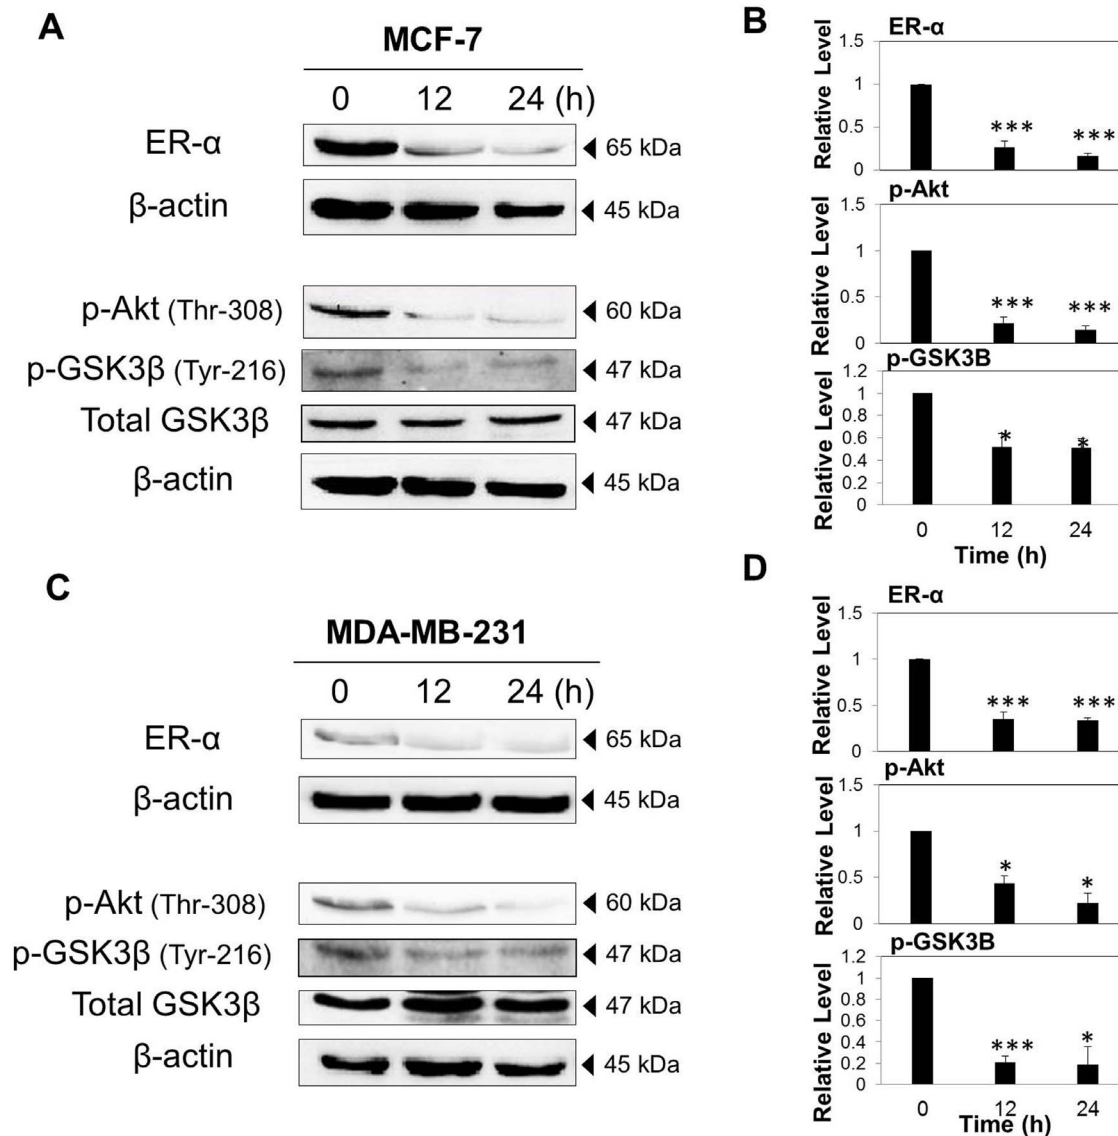 A
MCF-7
0 12 24 (h)
ER-α ◄ 65 kDa
β-actin ◄ 45 kDa
p-Akt (Thr-308) ◄ 60 kDa
p-GSK3β (Tyr-216) ◄ 47 kDa
Total GSK3β ◄ 47 kDa
β-actin ◄ 45 kDa
B
ER-α
Relative Level
1.5
1
0.5
0
*** ***
p-Akt
Relative Level
1.5
1
0.5
0
*** ***
p-GSK3B
Relative Level
1.2
1
0.8
0.6
0.4
0.2
0
* *
0 12 24
Time (h)
C
MDA-MB-231
0 12 24 (h)
ER-α ◄ 65 kDa
β-actin ◄ 45 kDa
p-Akt (Thr-308) ◄ 60 kDa
p-GSK3β (Tyr-216) ◄ 47 kDa
Total GSK3β ◄ 47 kDa
β-actin ◄ 45 kDa
D
ER-α
Relative Level
1.5
1
0.5
0
*** ***
p-Akt
Relative Level
1.5
1
0.5
0
* *
p-GSK3B
Relative Level
1.2
1
0.8
0.6
0.4
0.2
0
*** *
0 12 24
Time (h)